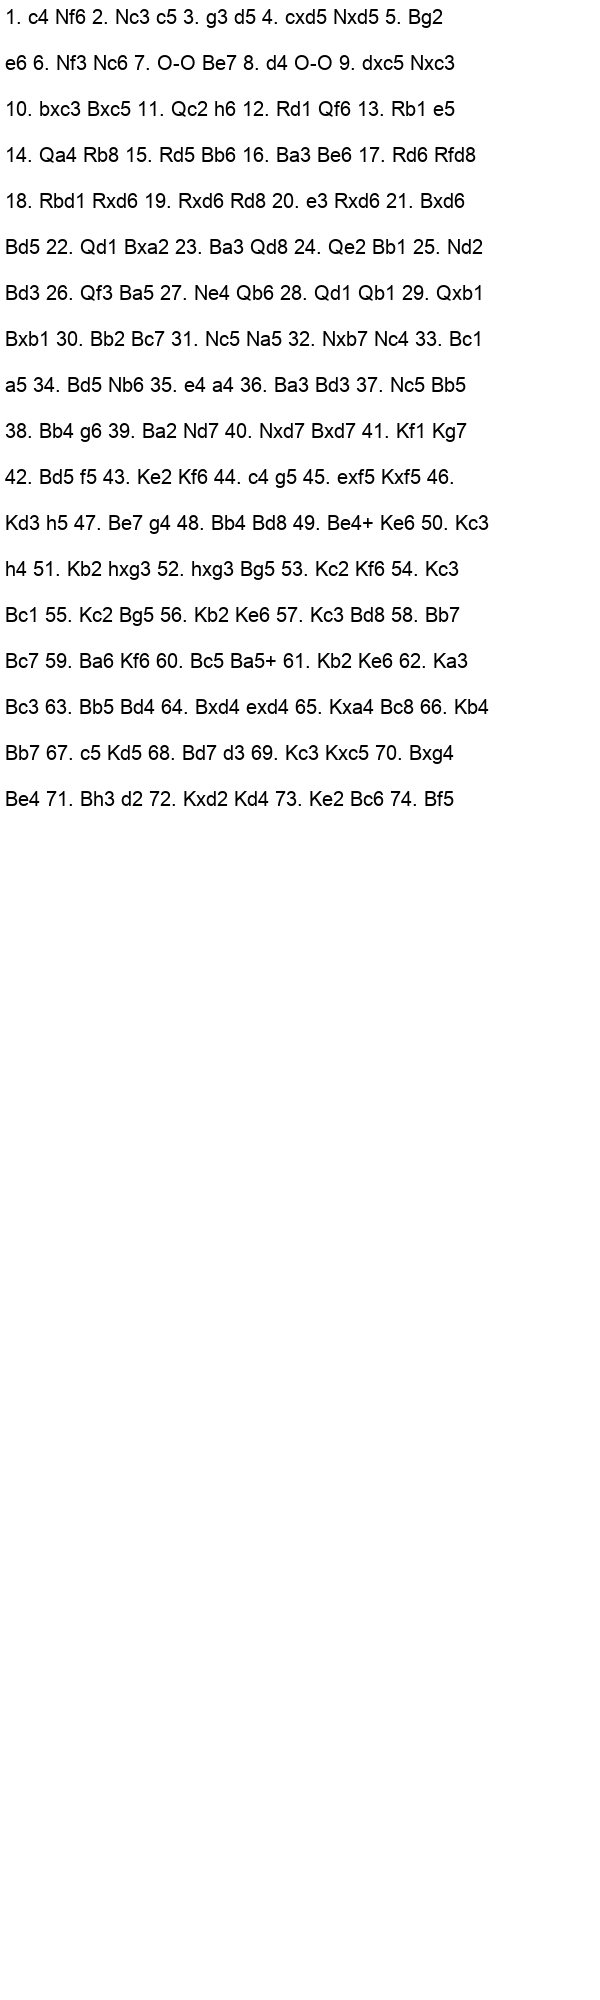 1. c4 Nf6 2. Nc3 c5 3. g3 d5 4. cxd5 Nxd5 5. Bg2
e6 6. Nf3 Nc6 7. O-O Be7 8. d4 O-O 9. dxc5 Nxc3
10. bxc3 Bxc5 11. Qc2 h6 12. Rd1 Qf6 13. Rb1 e5
14. Qa4 Rb8 15. Rd5 Bb6 16. Ba3 Be6 17. Rd6 Rfd8
18. Rbd1 Rxd6 19. Rxd6 Rd8 20. e3 Rxd6 21. Bxd6
Bd5 22. Qd1 Bxa2 23. Ba3 Qd8 24. Qe2 Bb1 25. Nd2
Bd3 26. Qf3 Ba5 27. Ne4 Qb6 28. Qd1 Qb1 29. Qxb1
Bxb1 30. Bb2 Bc7 31. Nc5 Na5 32. Nxb7 Nc4 33. Bc1
a5 34. Bd5 Nb6 35. e4 a4 36. Ba3 Bd3 37. Nc5 Bb5
38. Bb4 g6 39. Ba2 Nd7 40. Nxd7 Bxd7 41. Kf1 Kg7
42. Bd5 f5 43. Ke2 Kf6 44. c4 g5 45. exf5 Kxf5 46.
Kd3 h5 47. Be7 g4 48. Bb4 Bd8 49. Be4+ Ke6 50. Kc3
h4 51. Kb2 hxg3 52. hxg3 Bg5 53. Kc2 Kf6 54. Kc3
Bc1 55. Kc2 Bg5 56. Kb2 Ke6 57. Kc3 Bd8 58. Bb7
Bc7 59. Ba6 Kf6 60. Bc5 Ba5+ 61. Kb2 Ke6 62. Ka3
Bc3 63. Bb5 Bd4 64. Bxd4 exd4 65. Kxa4 Bc8 66. Kb4
Bb7 67. c5 Kd5 68. Bd7 d3 69. Kc3 Kxc5 70. Bxg4
Be4 71. Bh3 d2 72. Kxd2 Kd4 73. Ke2 Bc6 74. Bf5